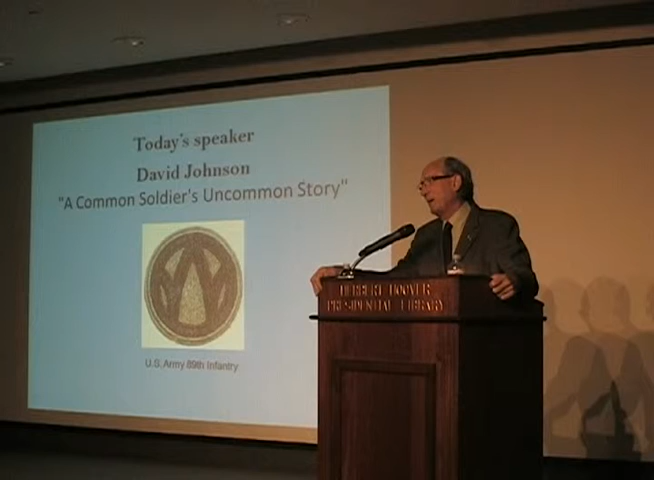 Today's speaker
David Johnson
"A Common Soldier's Uncommon Story"
U.S. Army 89th Infantry
HERBERT HOOVER
PRESIDENTIAL LIBRARY